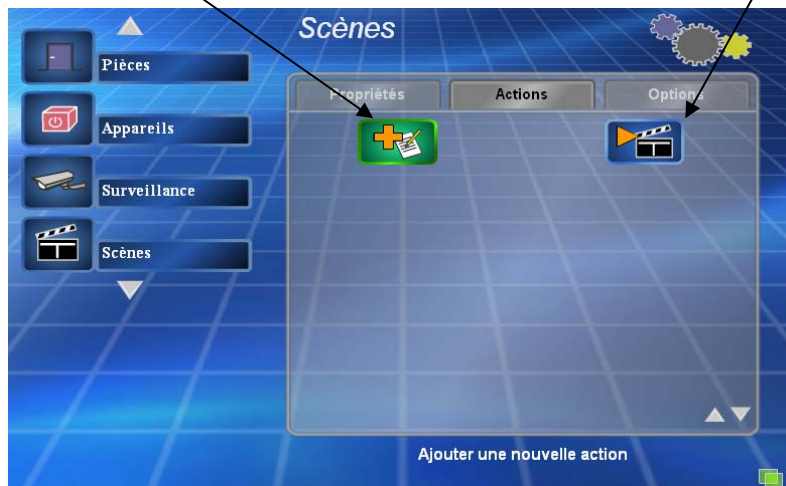 Scènes
Pièces
Appareils
Surveillance
Scènes
Propriétés
Actions
Options
Ajouter une nouvelle action